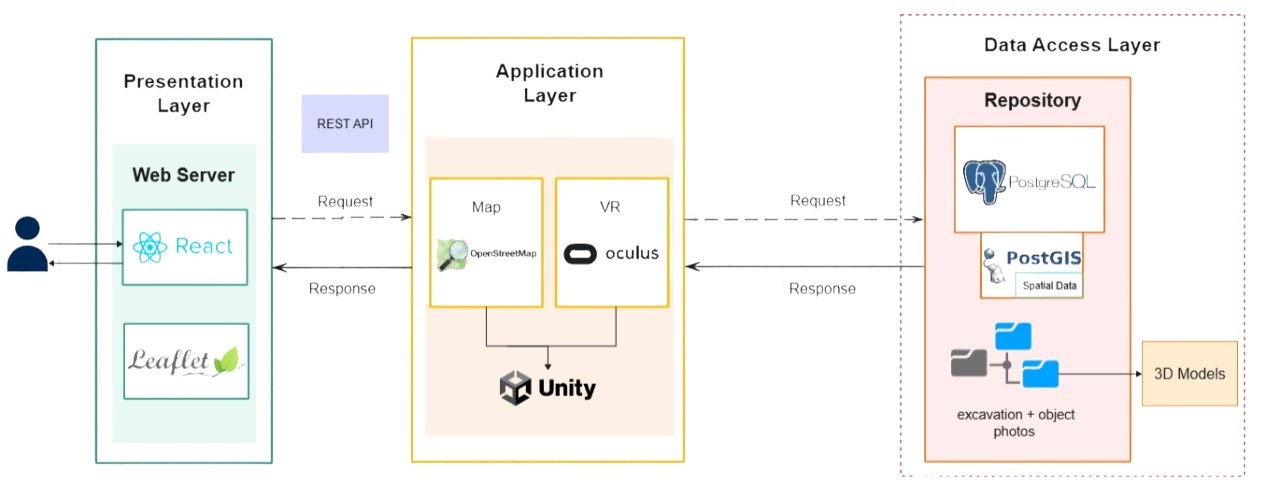 Presentation
Layer
Web Server
React
Leaflet
REST API
Request
Response
Application
Layer
Map
OpenStreetMap
VR
oculus
Unity
Request
Response
Data Access Layer
Repository
PostgreSQL
PostGIS
Spatial Data
excavation + object
photos
3D Models